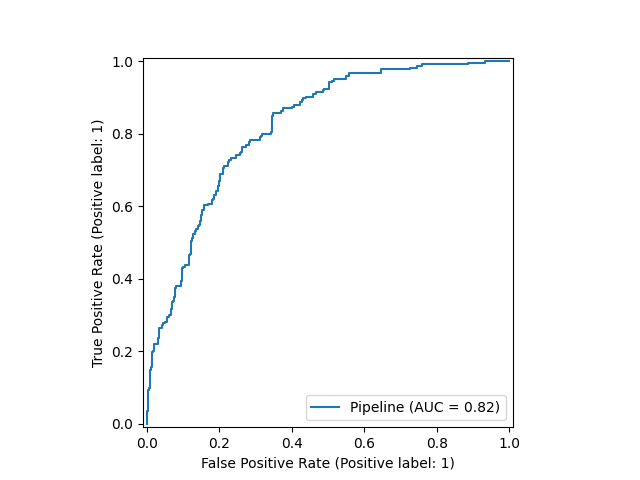 1.0
0.8
0.6
0.4
0.2
0.0
True Positive Rate (Positive label: 1)
Pipeline (AUC = 0.82)
0.0 0.2 0.4 0.6 0.8 1.0
False Positive Rate (Positive label: 1)